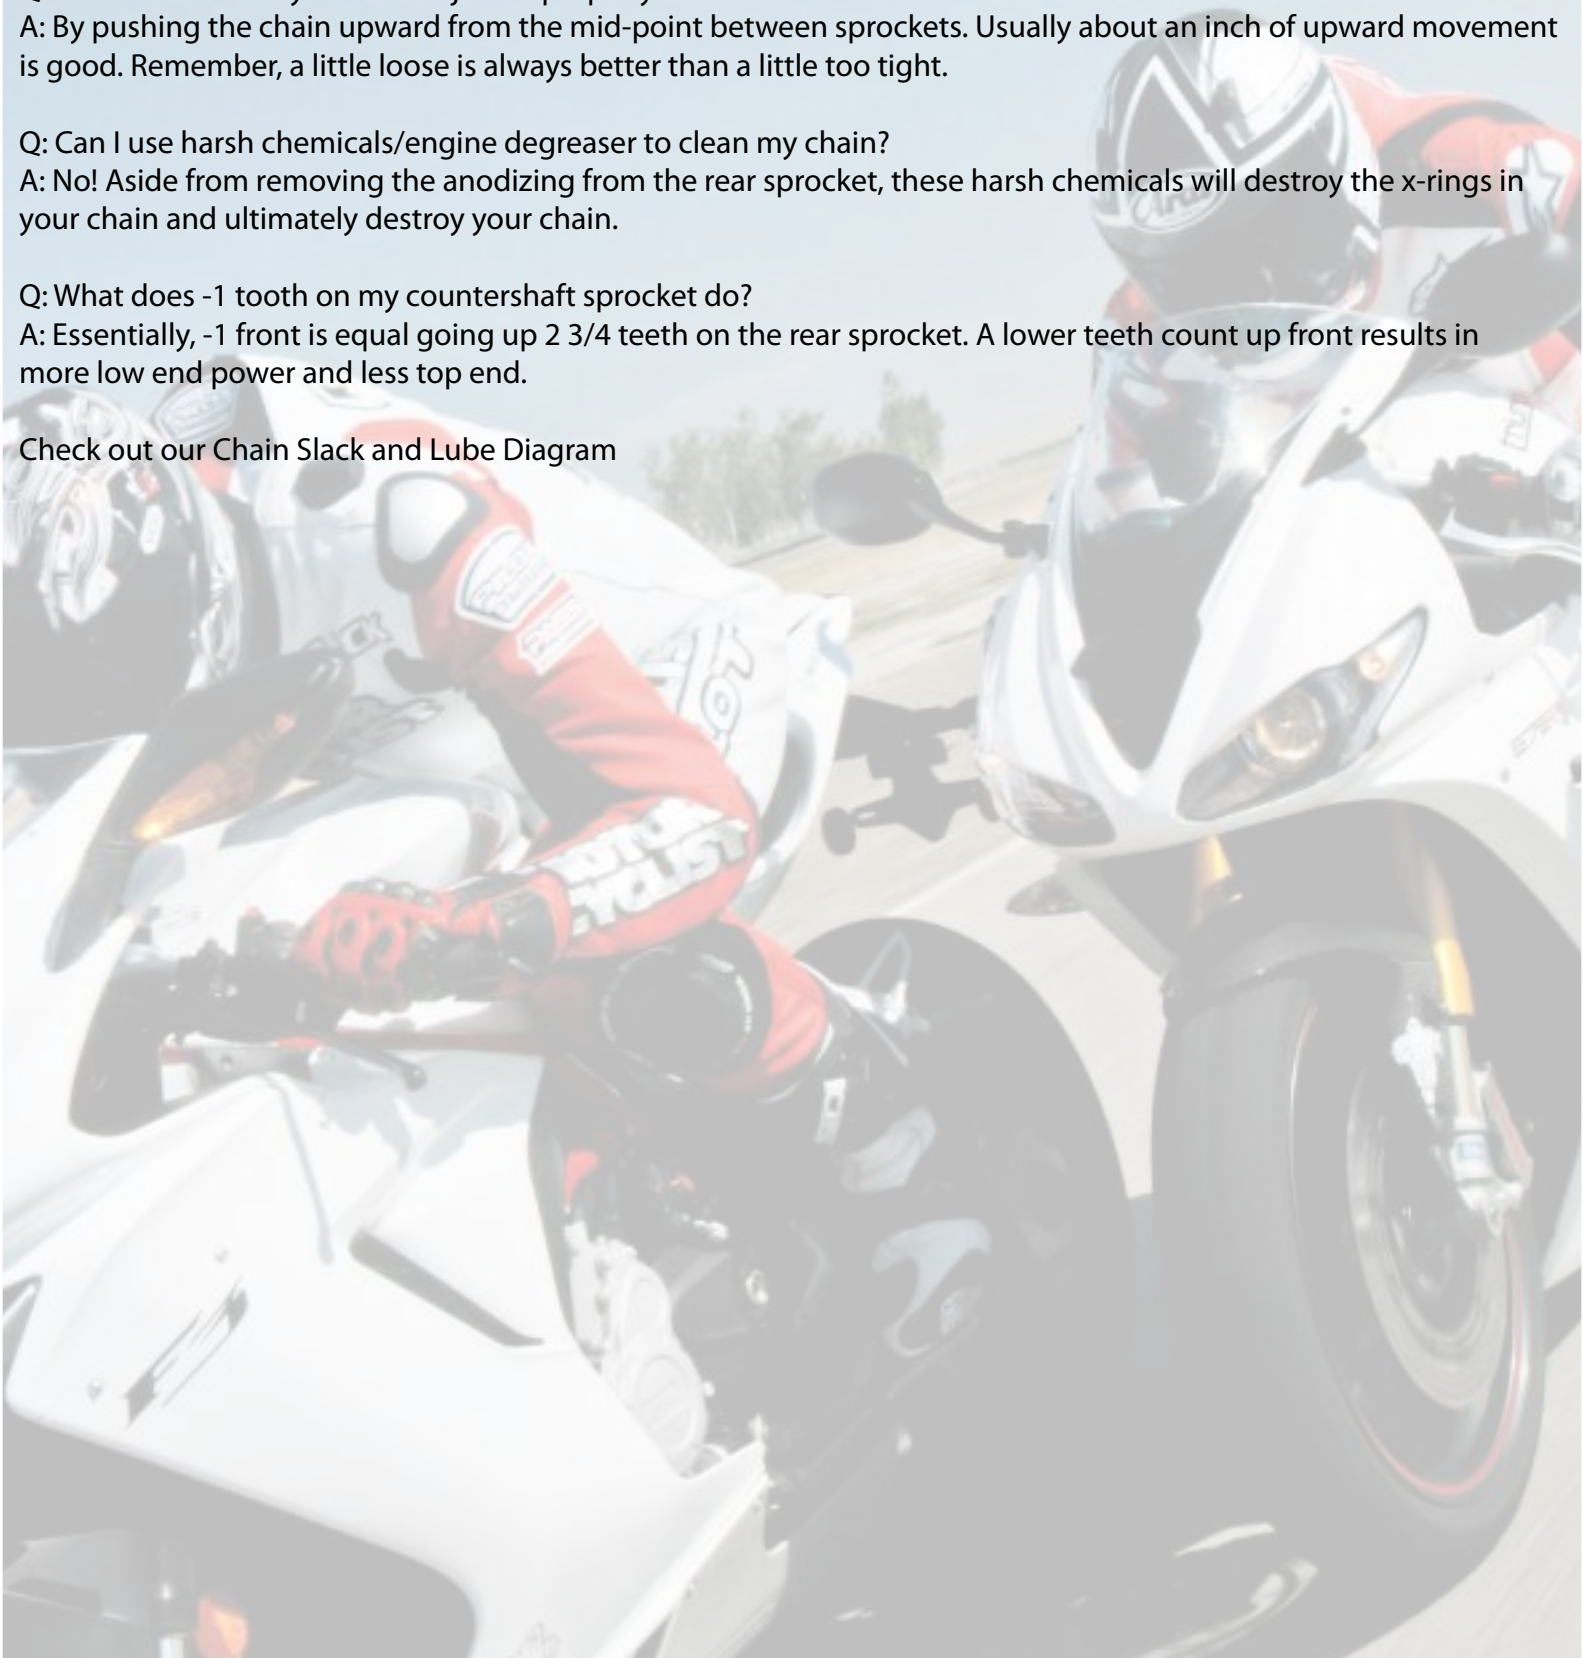 A: By pushing the chain upward from the mid-point between sprockets. Usually about an inch of upward movement
is good. Remember, a little loose is always better than a little too tight.
Q: Can I use harsh chemicals/engine degreaser to clean my chain?
A: No! Aside from removing the anodizing from the rear sprocket, these harsh chemicals will destroy the x-rings in
your chain and ultimately destroy your chain.
Q: What does -1 tooth on my countershaft sprocket do?
A: Essentially, -1 front is equal going up 2 3/4 teeth on the rear sprocket. A lower teeth count up front results in
more low end power and less top end.
Check out our Chain Slack and Lube Diagram
Arai
MOTOR
CYCLIST